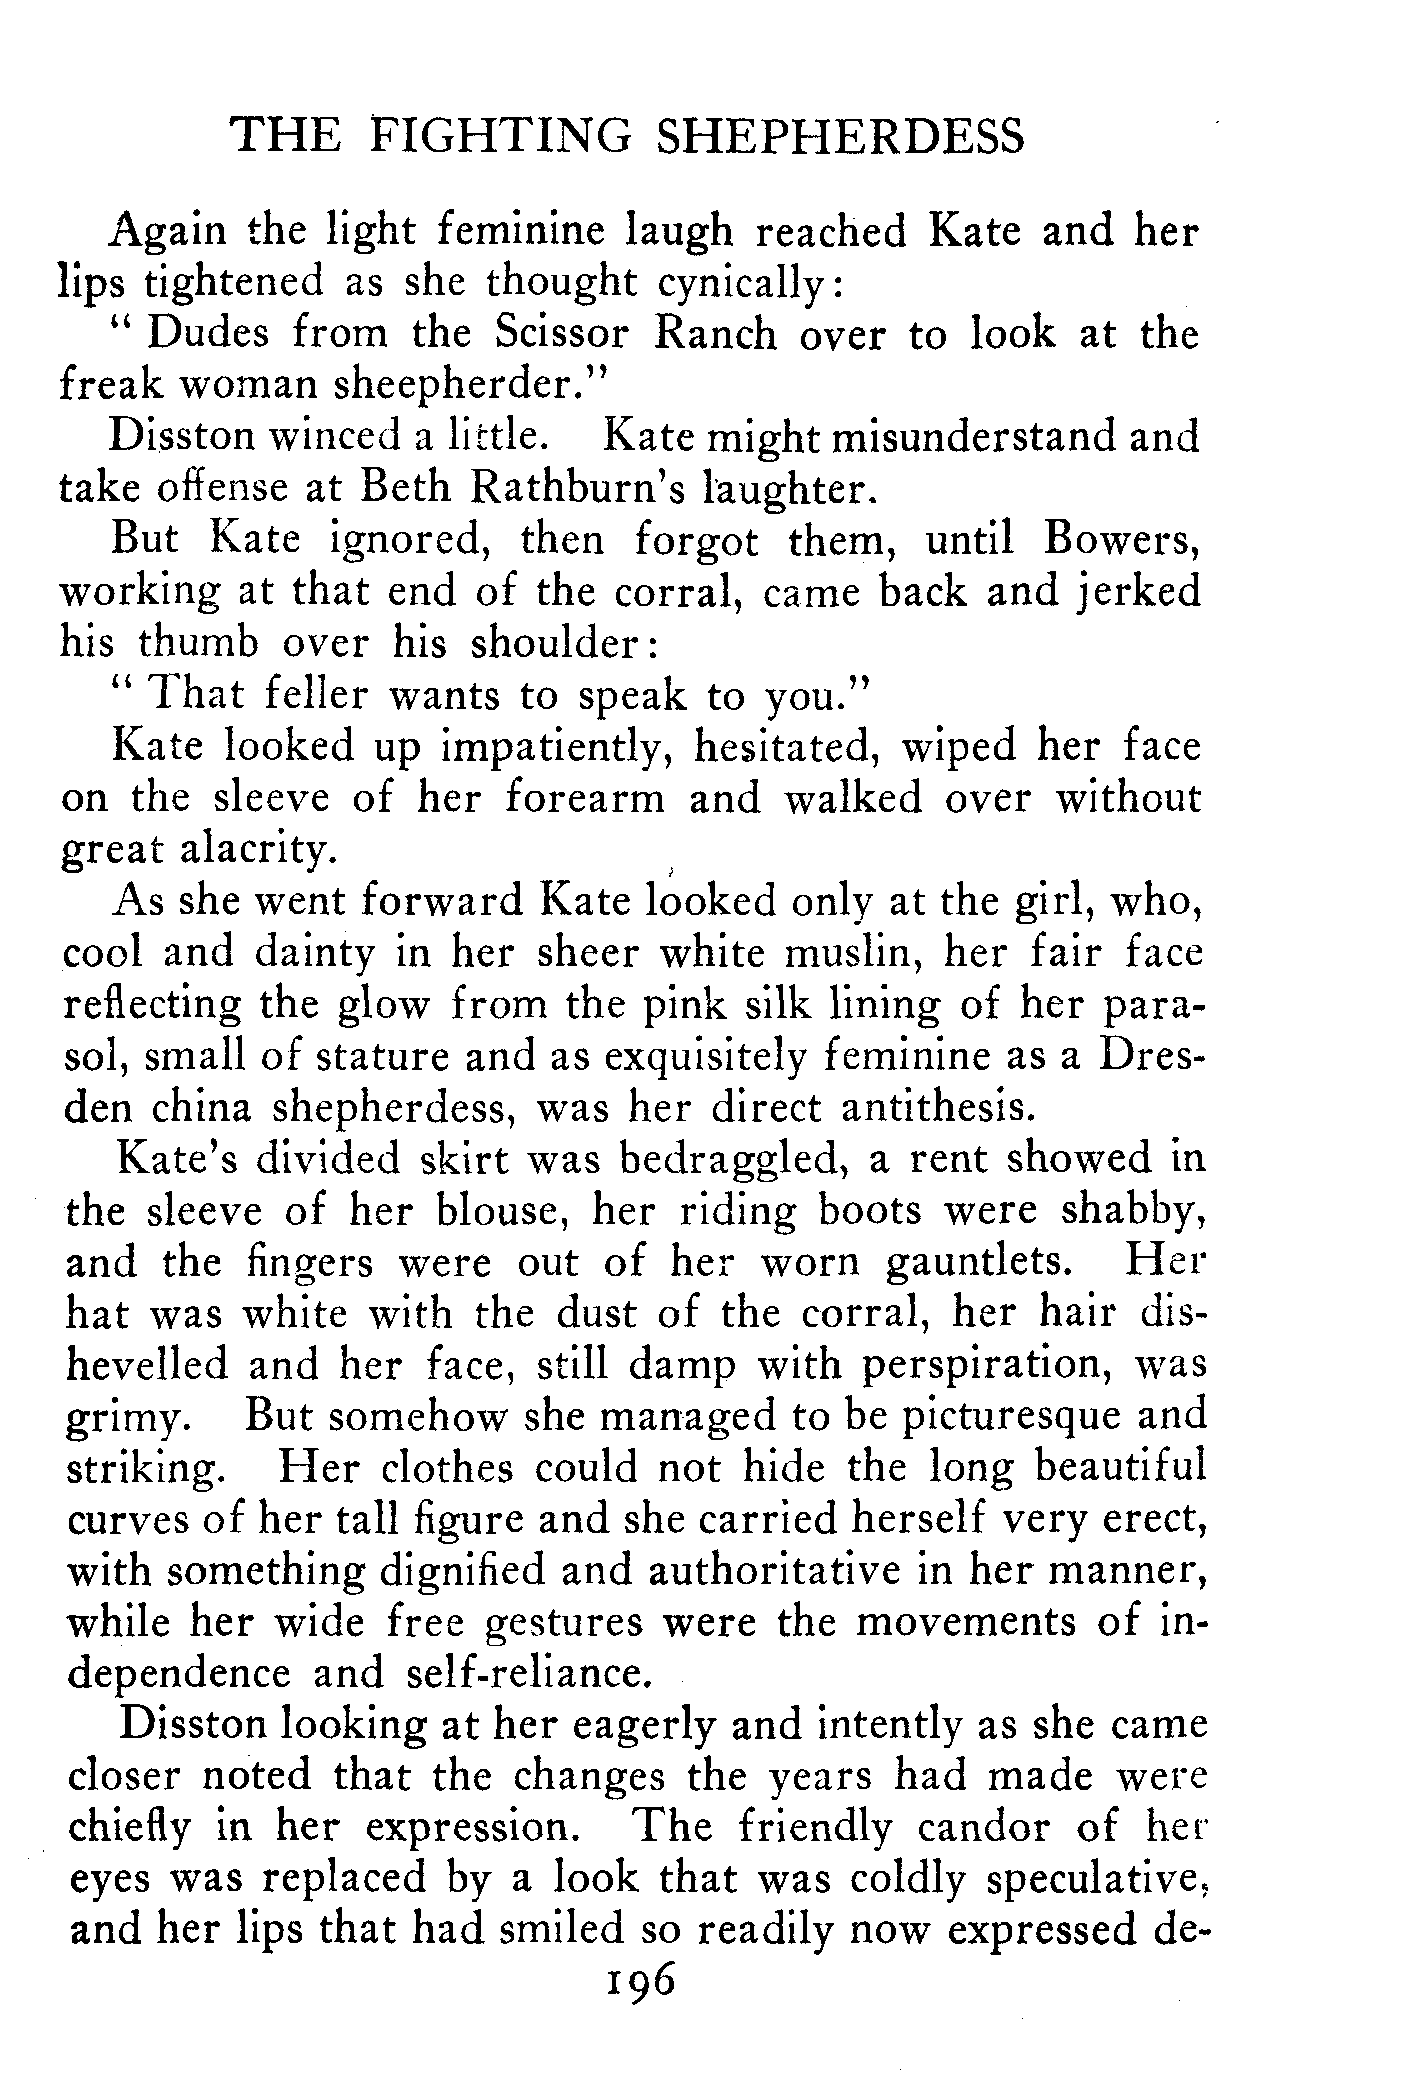 THE FIGHTING SHEPHERDESS
Again the light feminine laugh reached Kate and her
lips tightened as she thought cynically:
" Dudes from the Scissor Ranch over to look at the
freak woman sheepherder."
Disston winced a little. Kate might misunderstand and
take offense at Beth Rathburn's laughter.
But Kate ignored, then forgot them, until Bowers,
working at that end of the corral, came back and jerked
his thumb over his shoulder:
" That feller wants to speak to you."
Kate looked up impatiently, hesitated, wiped her face
on the sleeve of her forearm and walked over without
great alacrity.
As she went forward Kate looked only at the girl, who,
cool and dainty in her sheer white muslin, her fair face
reflecting the glow from the pink silk lining of her para-
sol, small of stature and as exquisitely feminine as a Dres-
den china shepherdess, was her direct antithesis.
Kate's divided skirt was bedraggled, a rent showed in
the sleeve of her blouse, her riding boots were shabby,
and the fingers were out of her worn gauntlets. Her
hat was white with the dust of the corral, her hair dis-
hevelled and her face, still damp with perspiration, was
grimy. But somehow she managed to be picturesque and
striking. Her clothes could not hide the long beautiful
curves of her tall figure and she carried herself very erect,
with something dignified and authoritative in her manner,
while her wide free gestures were the movements of in-
dependence and self-reliance.
Disston looking at her eagerly and intently as she came
closer noted that the changes the years had made were
chiefly in her expression. The friendly candor of her
eyes was replaced by a look that was coldly speculative,
and her lips that had smiled so readily now expressed de-
196